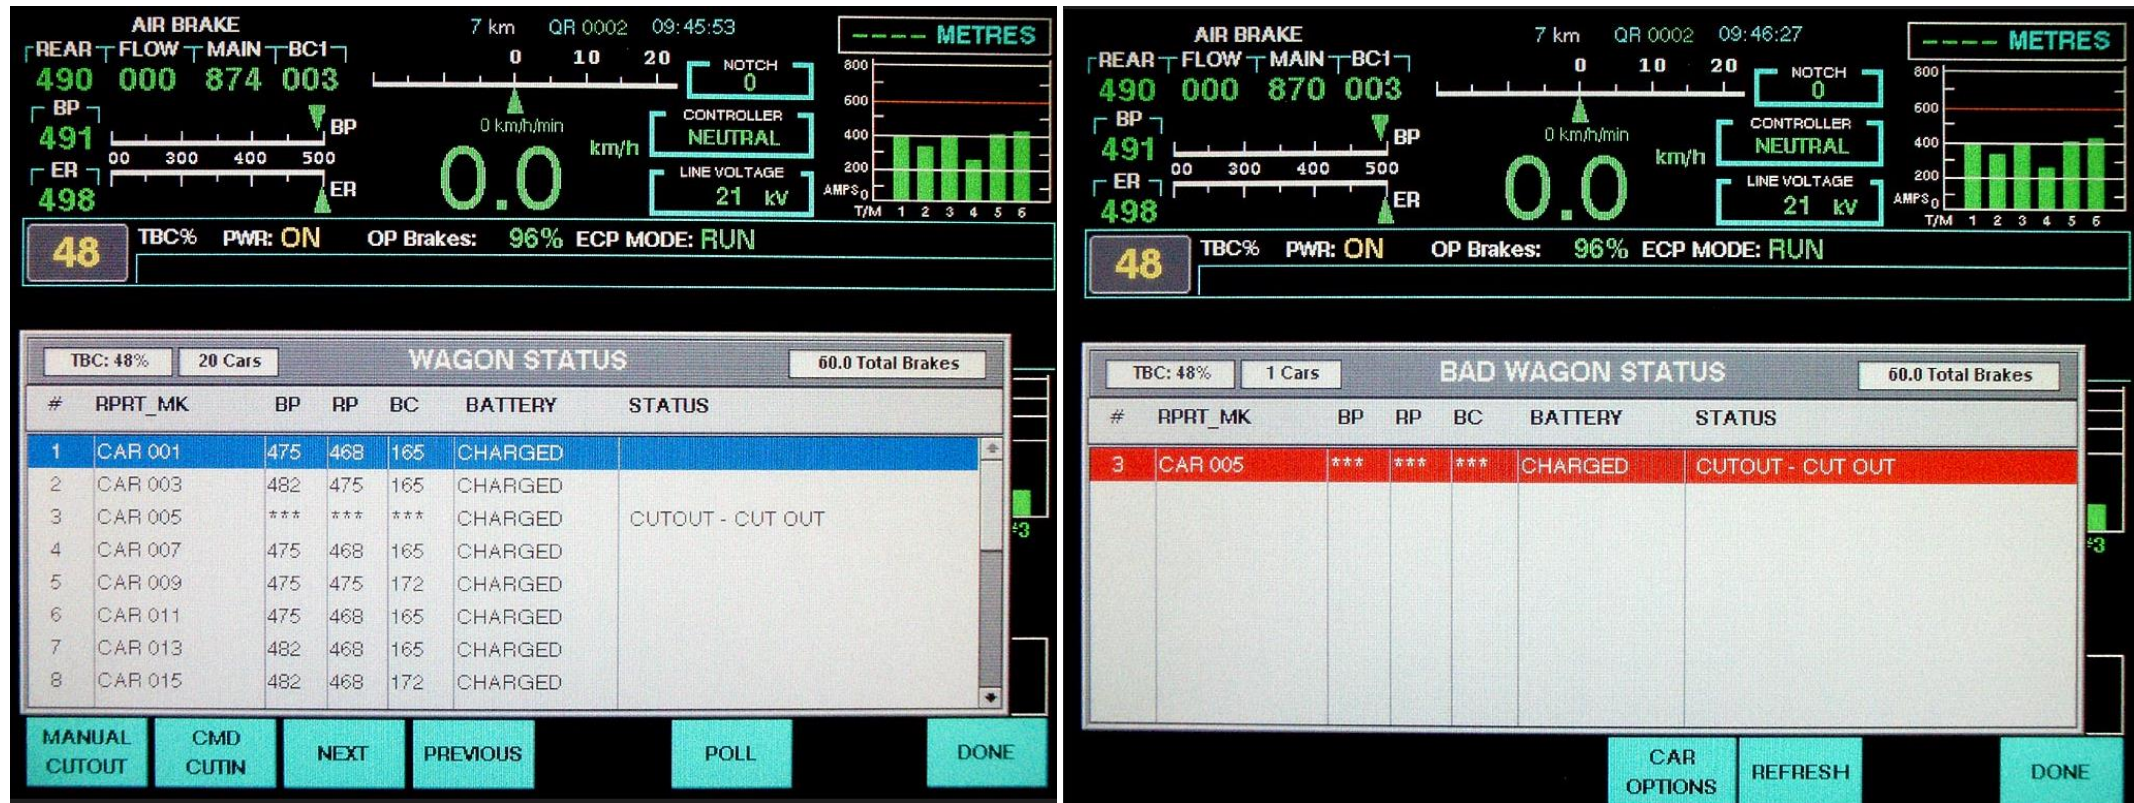 AIR BRAKE
REAR FLOW MAIN BC1
490 000 874 003
BP
491
00 300 400 500
BP
ER
498
ER
7 km QR 0002 09:45:53
0 10 20
0 km/h/min
0.0 km/h
NOTCH
0
CONTROLLER
NEUTRAL
LINE VOLTAGE
21 kV
---- METRES
800
600
400
200
AMPS 0
T/M 1 2 3 4 5 6
48 TBC% PWR: ON OP Brakes: 96% ECP MODE: RUN
TBC: 48% 20 Cars WAGON STATUS 60.0 Total Brakes
# RPRT_MK BP RP BC BATTERY STATUS
1 CAR 001 475 468 165 CHARGED
2 CAR 003 482 475 165 CHARGED
3 CAR 005 *** *** *** CHARGED CUTOUT - CUT OUT
4 CAR 007 475 468 165 CHARGED
5 CAR 009 475 475 172 CHARGED
6 CAR 011 475 468 165 CHARGED
7 CAR 013 482 468 165 CHARGED
8 CAR 015 482 468 172 CHARGED
MANUAL
CUTOUT
CMD
CUTIN
NEXT
PREVIOUS
POLL
DONE
AIR BRAKE
REAR FLOW MAIN BC1
490 000 870 003
BP
491
00 300 400 500
BP
ER
498
ER
7 km QR 0002 09:46:27
0 10 20
0 km/h/min
0.0 km/h
NOTCH
0
CONTROLLER
NEUTRAL
LINE VOLTAGE
21 kV
---- METRES
800
600
400
200
AMPS 0
T/M 1 2 3 4 5 6
48 TBC% PWR: ON OP Brakes: 96% ECP MODE: RUN
TBC: 48% 1 Cars BAD WAGON STATUS 60.0 Total Brakes
# RPRT_MK BP RP BC BATTERY STATUS
3 CAR 005 *** *** *** CHARGED CUTOUT - CUT OUT
CAR
OPTIONS
REFRESH
DONE